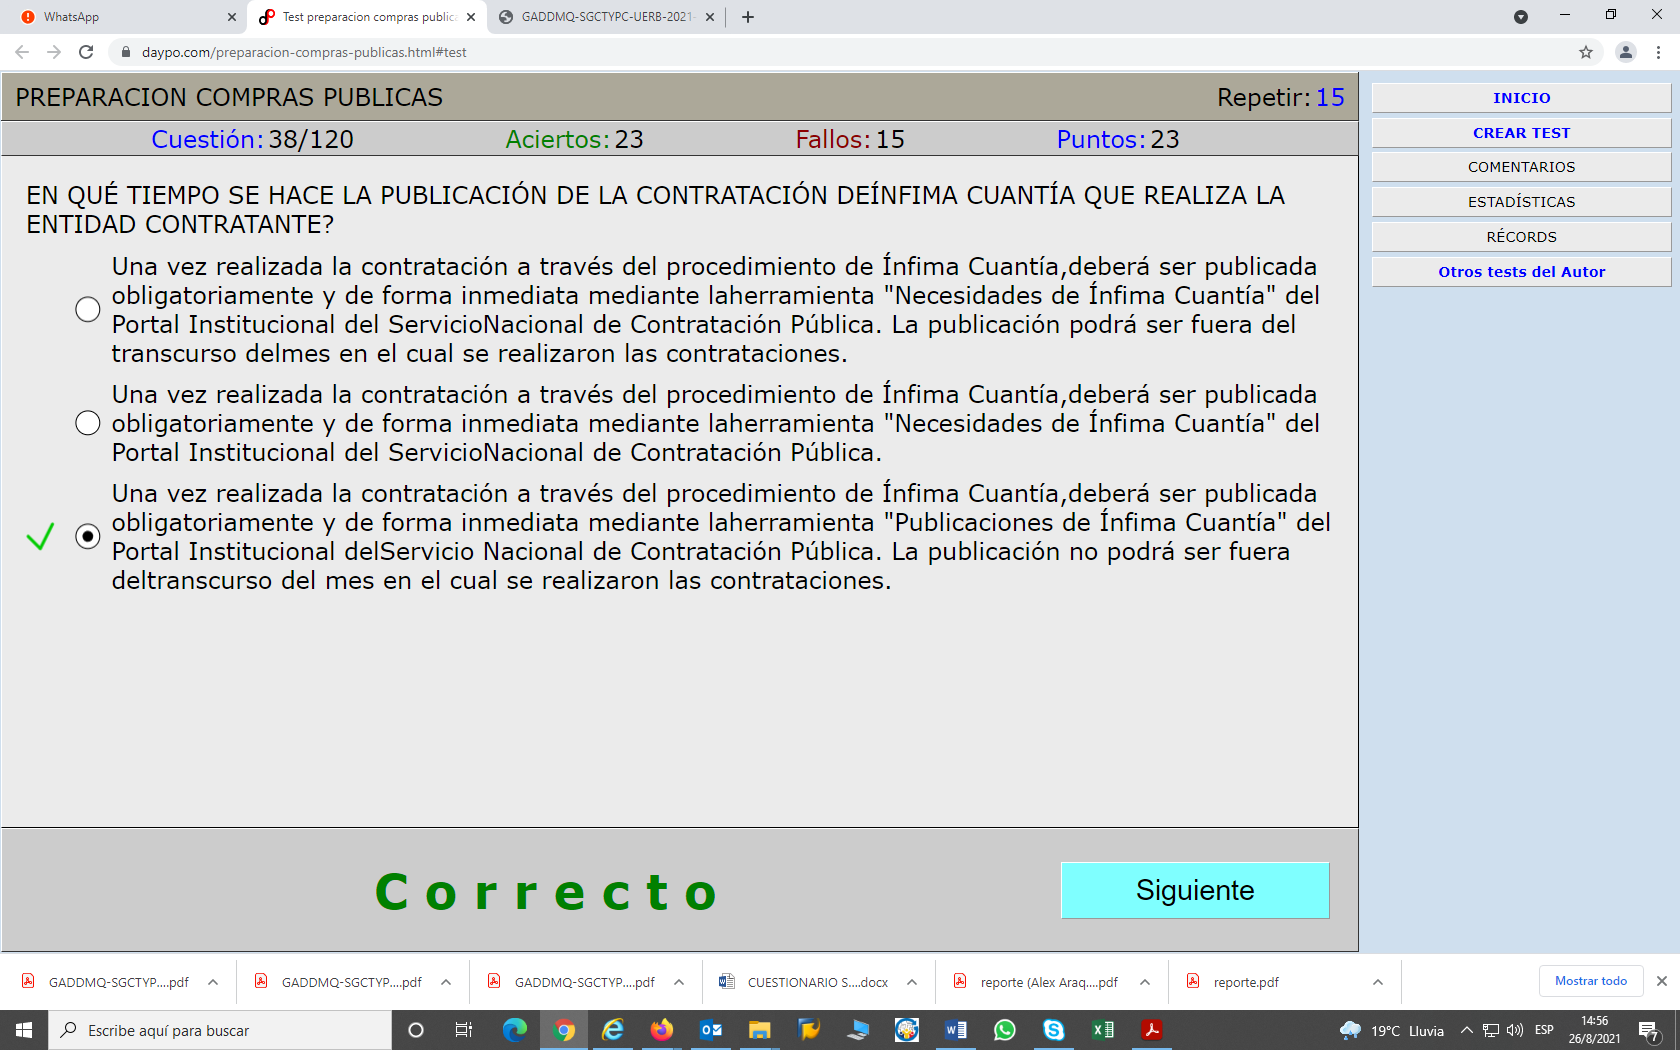 WhatsApp
Test preparacion compras publica
GADDMQ-SGCTYPC-UERB-2021-
daypo.com/preparacion-compras-publicas.html#test
PREPARACION COMPRAS PUBLICAS
Repetir: 15
Cuestión: 38/120
Aciertos: 23
Fallos: 15
Puntos: 23
EN QUÉ TIEMPO SE HACE LA PUBLICACIÓN DE LA CONTRATACIÓN DEÍNFIMA CUANTÍA QUE REALIZA LA
ENTIDAD CONTRATANTE?
Una vez realizada la contratación a través del procedimiento de Ínfima Cuantía,deberá ser publicada
obligatoriamente y de forma inmediata mediante laherramienta "Necesidades de Ínfima Cuantía" del
Portal Institucional del ServicioNacional de Contratación Pública. La publicación podrá ser fuera del
transcurso delmes en el cual se realizaron las contrataciones.
Una vez realizada la contratación a través del procedimiento de Ínfima Cuantía,deberá ser publicada
obligatoriamente y de forma inmediata mediante laherramienta "Necesidades de Ínfima Cuantía" del
Portal Institucional del ServicioNacional de Contratación Pública.
Una vez realizada la contratación a través del procedimiento de Ínfima Cuantía,deberá ser publicada
obligatoriamente y de forma inmediata mediante laherramienta "Publicaciones de Ínfima Cuantía" del
Portal Institucional delServicio Nacional de Contratación Pública. La publicación no podrá ser fuera
deltranscurso del mes en el cual se realizaron las contrataciones.
Correcto
Siguiente
INICIO
CREAR TEST
COMENTARIOS
ESTADÍSTICAS
RÉCORDS
Otros tests del Autor
GADDMQ-SGCTYP....pdf
GADDMQ-SGCTYP....pdf
GADDMQ-SGCTYP....pdf
CUESTIONARIO S....docx
reporte (Alex Araq....pdf
reporte.pdf
Mostrar todo
Escribe aquí para buscar
19°C Lluvia
ESP
14:56
26/8/2021
7